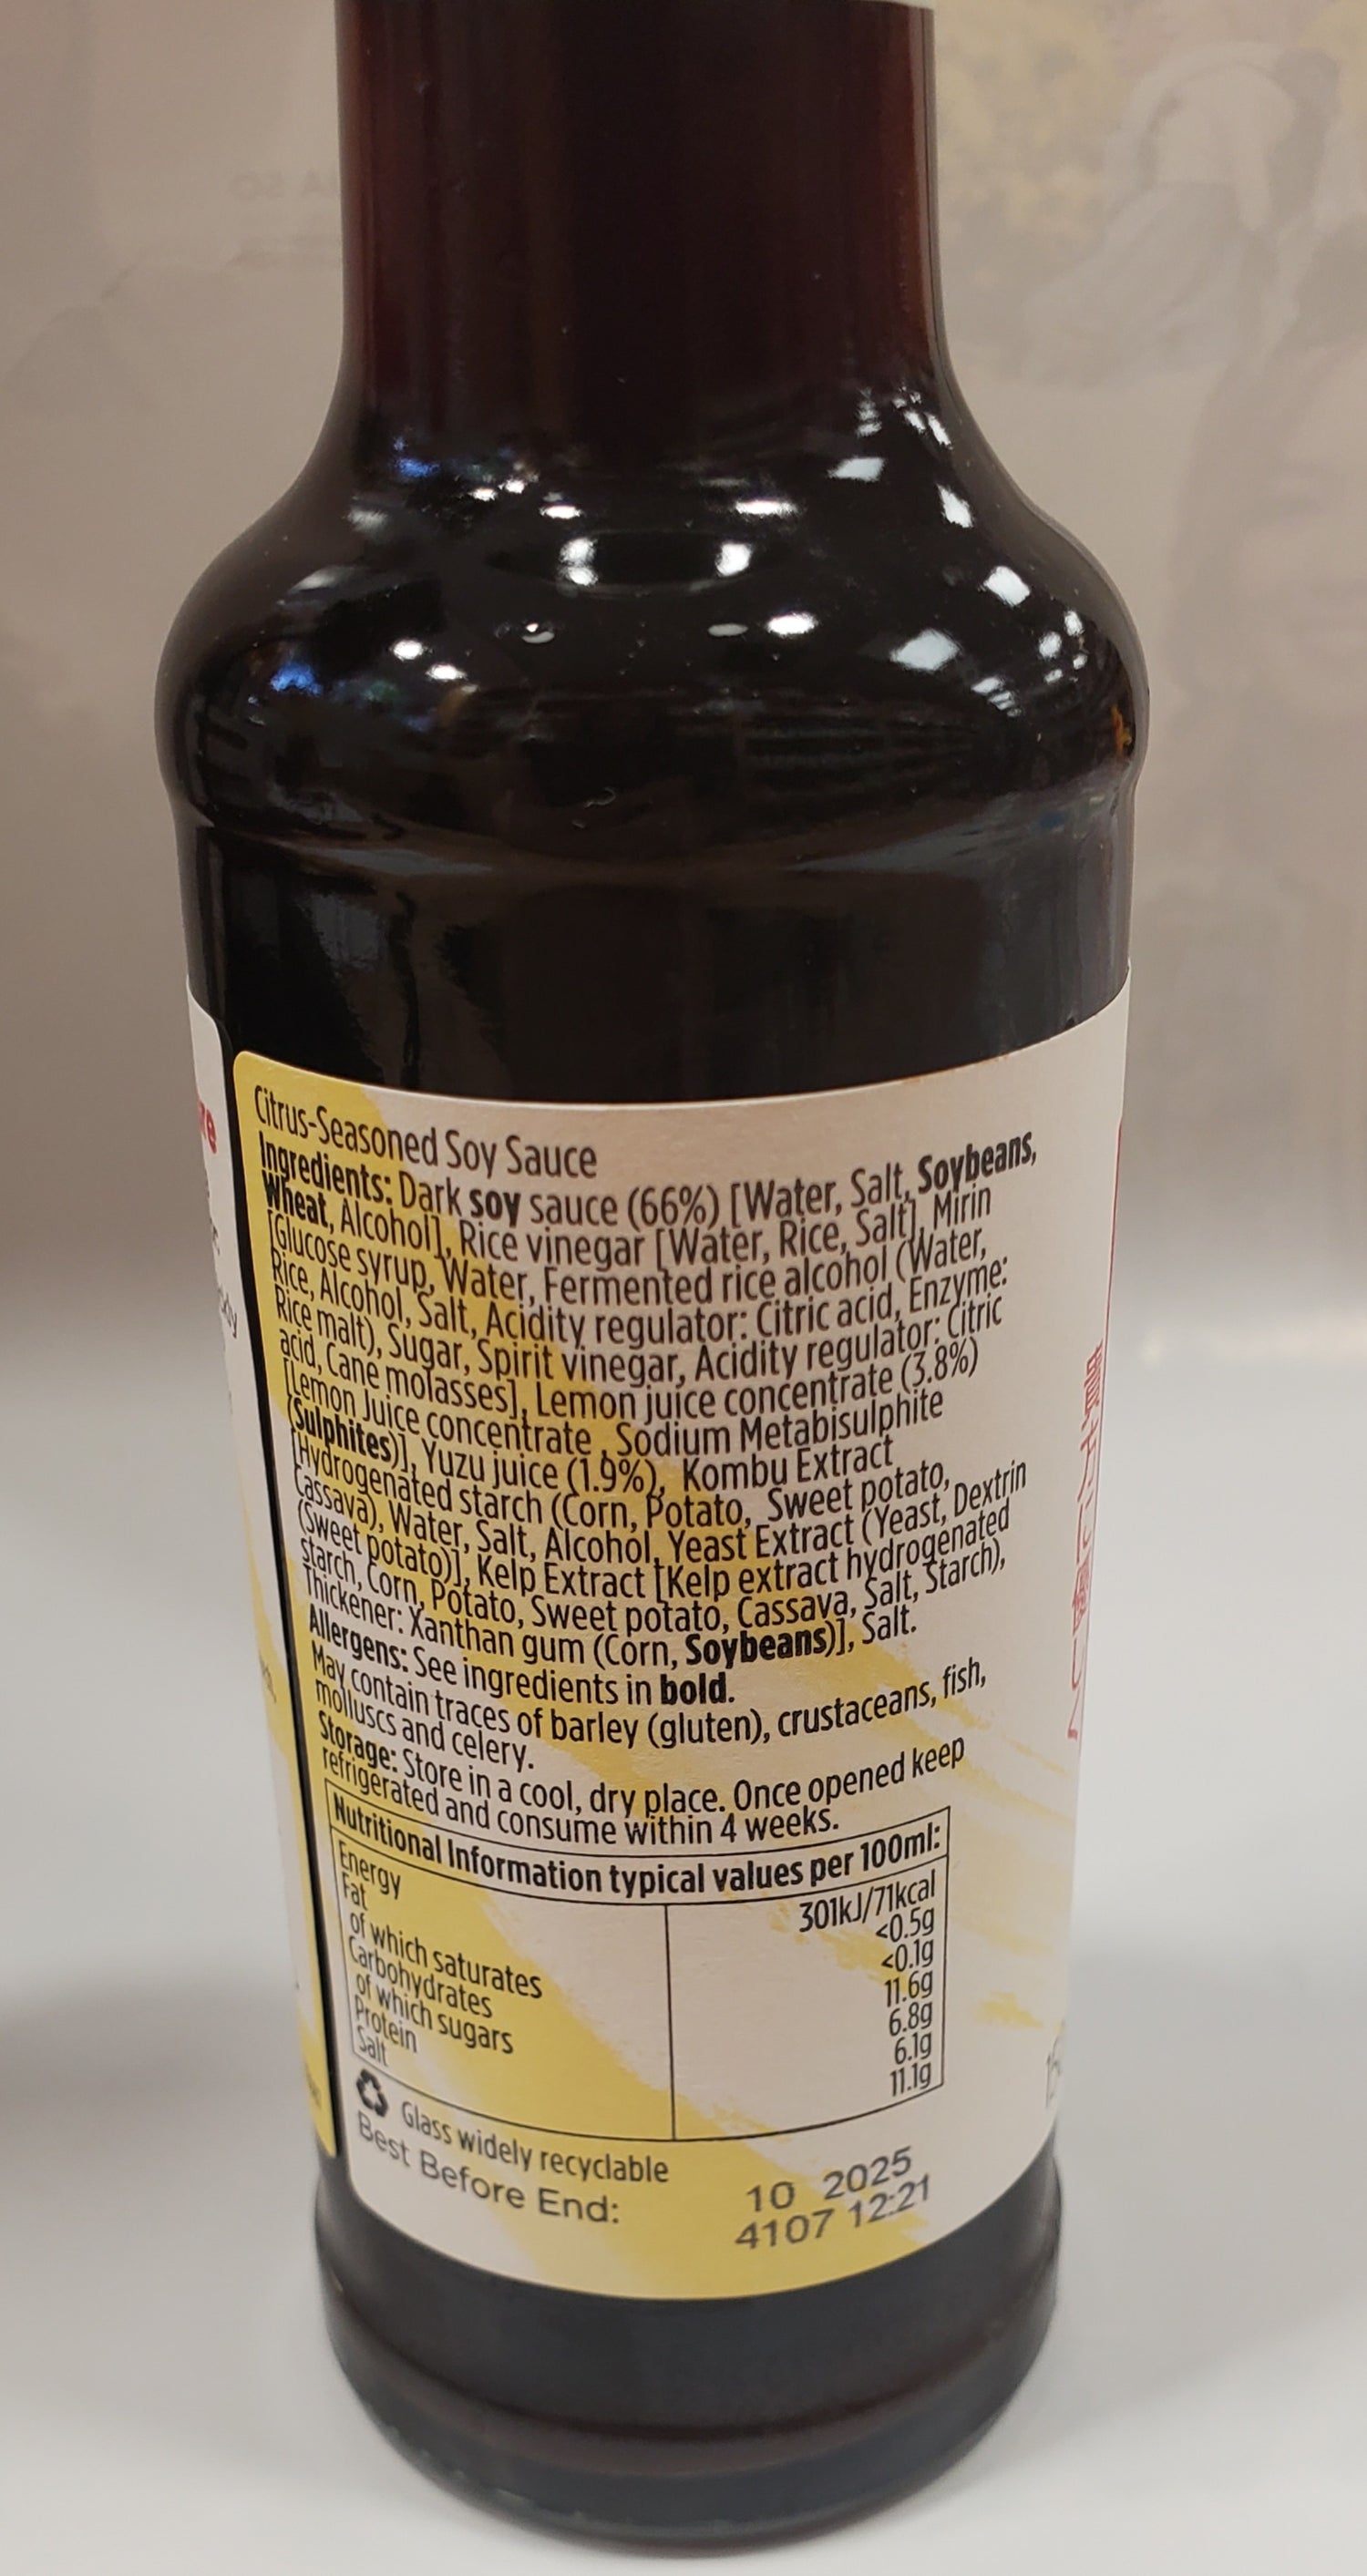 Citrus-Seasoned Soy Sauce
Ingredients: Dark soy sauce (66%) [Water, Salt, Soybeans,
Wheat, Alcohol], Rice vinegar [Water, Rice, Salt], Mirin
[Glucose syrup, Water, Fermented rice alcohol (Water,
Rice, Alcohol, Salt, Acidity regulator: Citric acid, Enzyme:
Rice malt), Sugar, Spirit vinegar, Acidity regulator: Citric
acid, Cane molasses], Lemon juice concentrate (3.8%)
[Lemon Juice concentrate , Sodium Metabisulphite
(Sulphites)], Yuzu juice (1.9%), Kombu Extract
[Hydrogenated starch (Corn, Potato, Sweet potato,
Cassava), Water, Salt, Alcohol, Yeast Extract (Yeast, Dextrin
(Sweet potato)], Kelp Extract [Kelp extract hydrogenated
starch, Corn, Potato, Sweet potato, Cassava, Salt, Starch),
Thickener: Xanthan gum (Corn, Soybeans)], Salt.
Allergens: See ingredients in bold.
May contain traces of barley (gluten), crustaceans, fish,
molluscs and celery.
Storage: Store in a cool, dry place. Once opened keep
refrigerated and consume within 4 weeks.
Nutritional Information typical values per 100ml:
Energy 301kJ/71kcal
Fat <0.5g
of which saturates <0.1g
Carbohydrates 11.6g
of which sugars 6.8g
Protein 6.1g
Salt 11.1g
Glass widely recyclable
Best Before End: 10 2025
4107 12:21